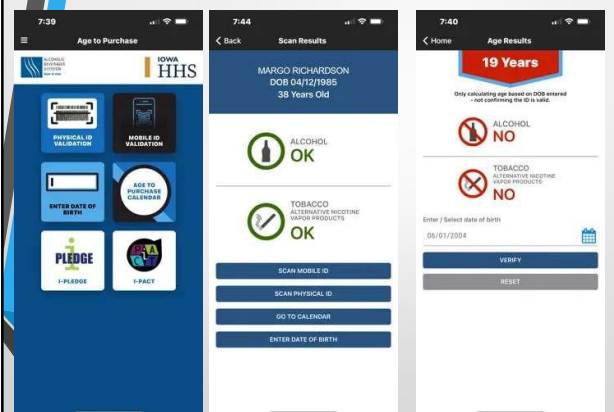 7:39
Age to Purchase
ALCOHOLIC
BEVERAGES
DIVISION
IOWA
HHS
PHYSICAL ID
VALIDATION
MOBILE ID
VALIDATION
ENTER DATE OF
BIRTH
AGE TO
PURCHASE
CALENDAR
PLEDGE
I-PLEDGE
I-PACT
7:44
Back
Scan Results
MARGO RICHARDSON
DOB 04/12/1985
38 Years Old
ALCOHOL
OK
TOBACCO
ALTERNATIVE NICOTINE
VAPOR PRODUCTS
OK
SCAN MOBILE ID
SCAN PHYSICAL ID
GO TO CALENDAR
ENTER DATE OF BIRTH
7:40
Home
Age Results
19 Years
Only calculating age based on DOB entered
- not confirming the ID is valid.
ALCOHOL
NO
TOBACCO
ALTERNATIVE NICOTINE
VAPOR PRODUCTS
NO
Enter / Select date of birth
06/01/2004
VERIFY
RESET